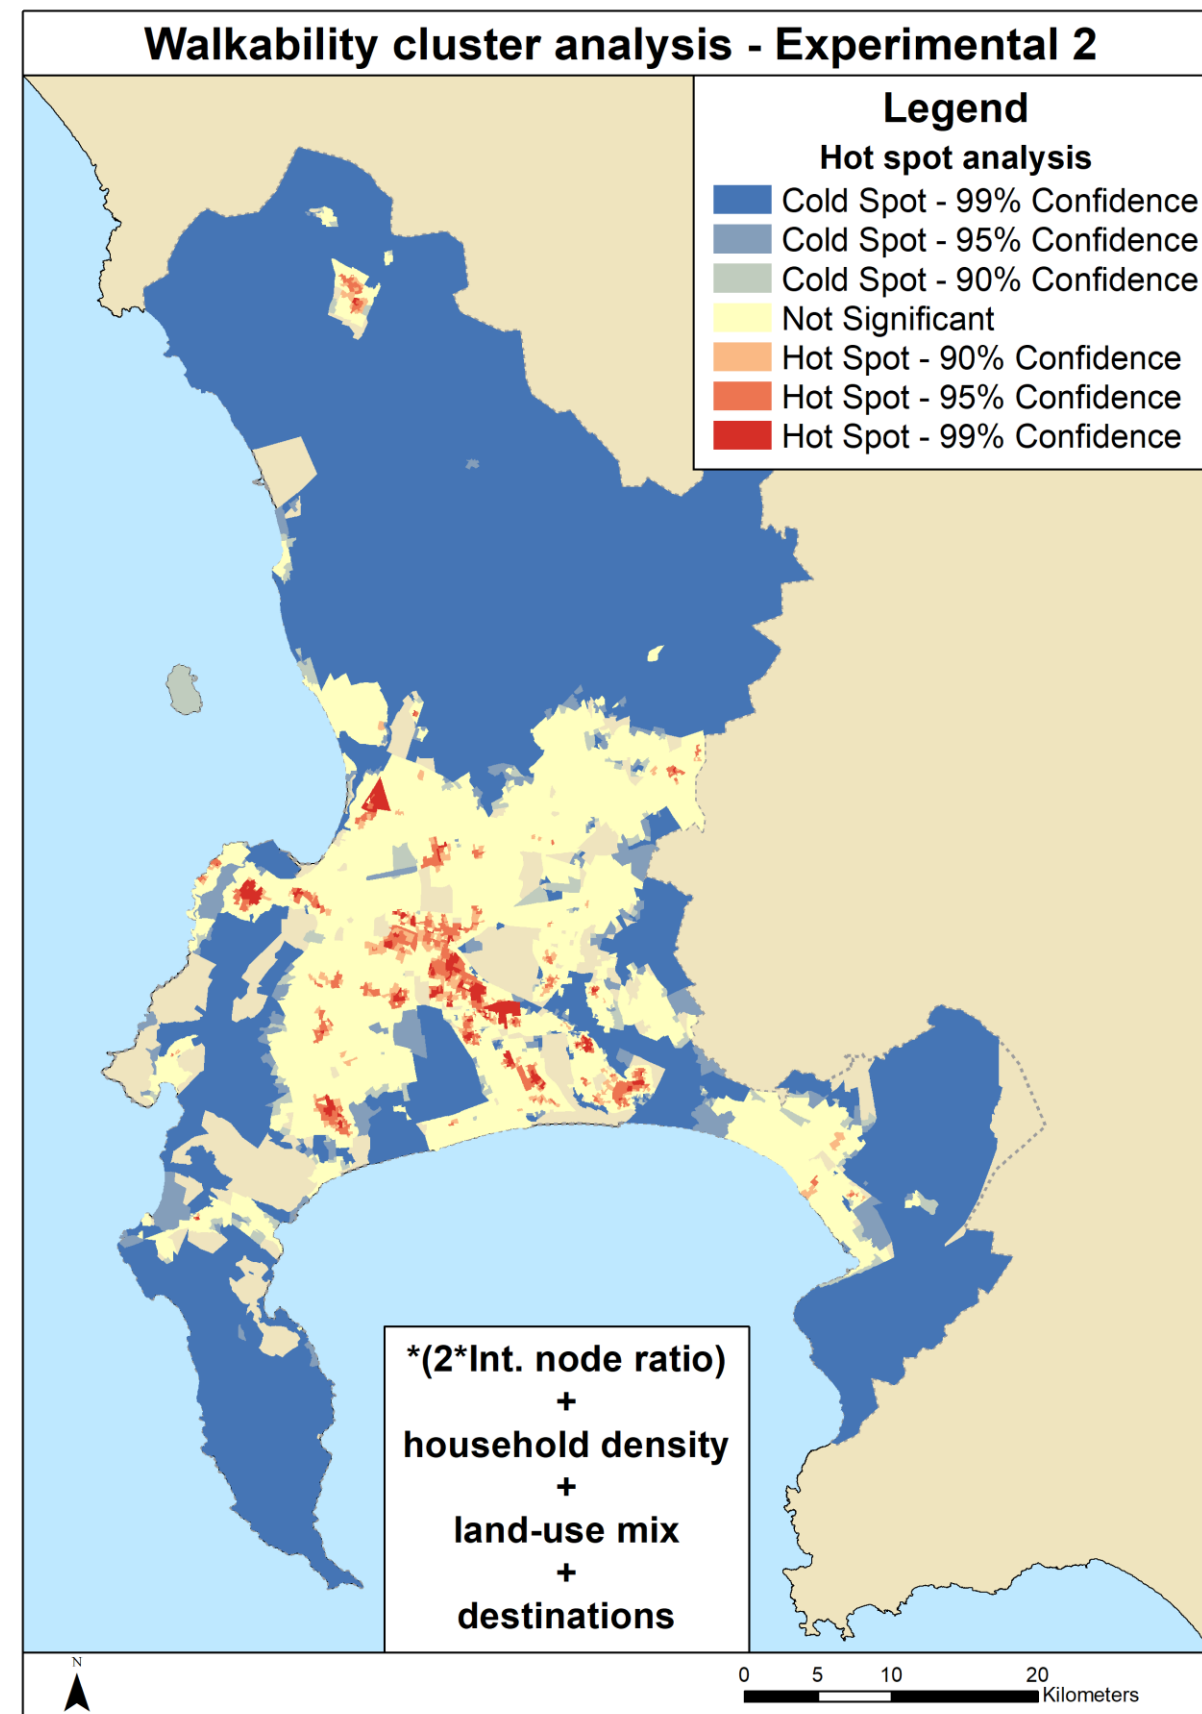 Walkability cluster analysis - Experimental 2
Legend
Hot spot analysis
Cold Spot - 99% Confidence
Cold Spot - 95% Confidence
Cold Spot - 90% Confidence
Not Significant
Hot Spot - 90% Confidence
Hot Spot - 95% Confidence
Hot Spot - 99% Confidence
*(2*Int. node ratio)
+
household density
+
land-use mix
+
destinations
N
0 5 10 20
Kilometers